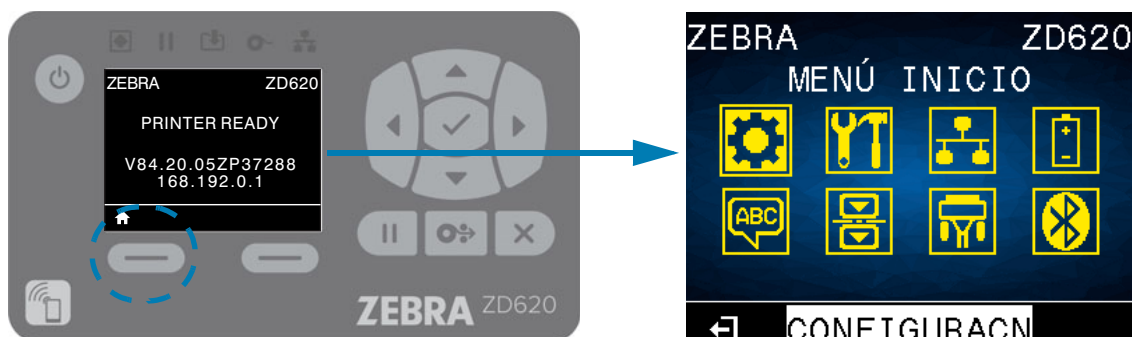 ZEBRA ZD620
PRINTER READY
V84.20.05ZP37288
168.192.0.1
ZEBRA ZD620
ZEBRA ZD620
MENÚ INICIO
ABC
CONFIGURACN